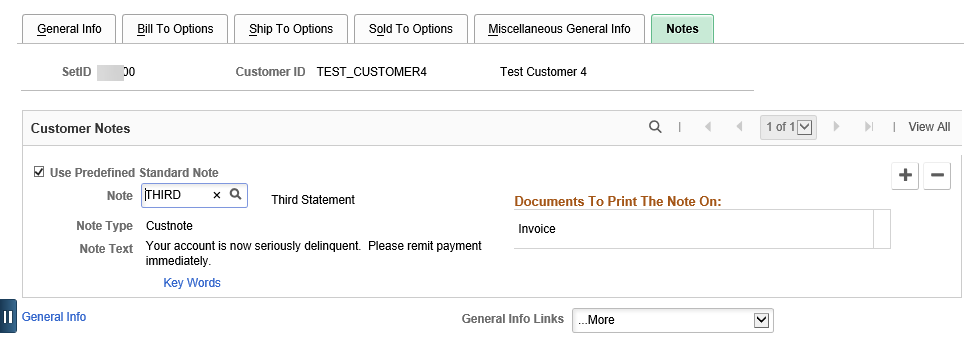 General Info Bill To Options Ship To Options Sold To Options Miscellaneous General Info Notes
SetID 00 Customer ID TEST_CUSTOMER4 Test Customer 4
Customer Notes 1 of 1 View All
Use Predefined Standard Note
Note THIRD Third Statement
Documents To Print The Note On:
Note Type Custnote Invoice
Note Text Your account is now seriously delinquent. Please remit payment
immediately.
Key Words
General Info General Info Links ...More